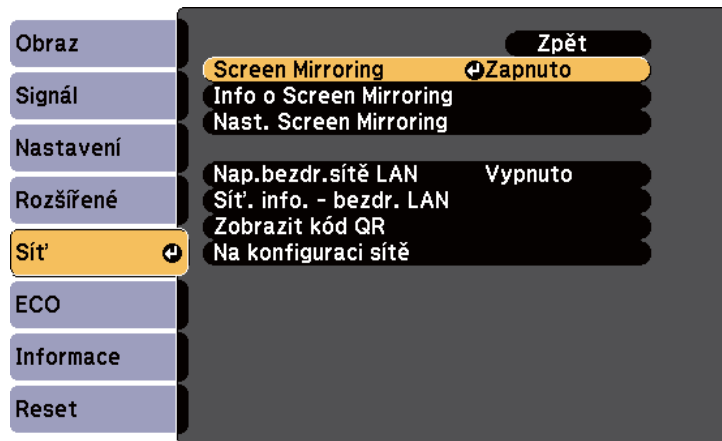 Obraz
Signál
Nastavení
Rozšířené
Síť
ECO
Informace
Reset
Zpět
Screen Mirroring Zapnuto
Info o Screen Mirroring
Nast. Screen Mirroring
Nap.bezdr.sítě LAN Vypnuto
Síť. info. - bezdr. LAN
Zobrazit kód QR
Na konfiguraci sítě